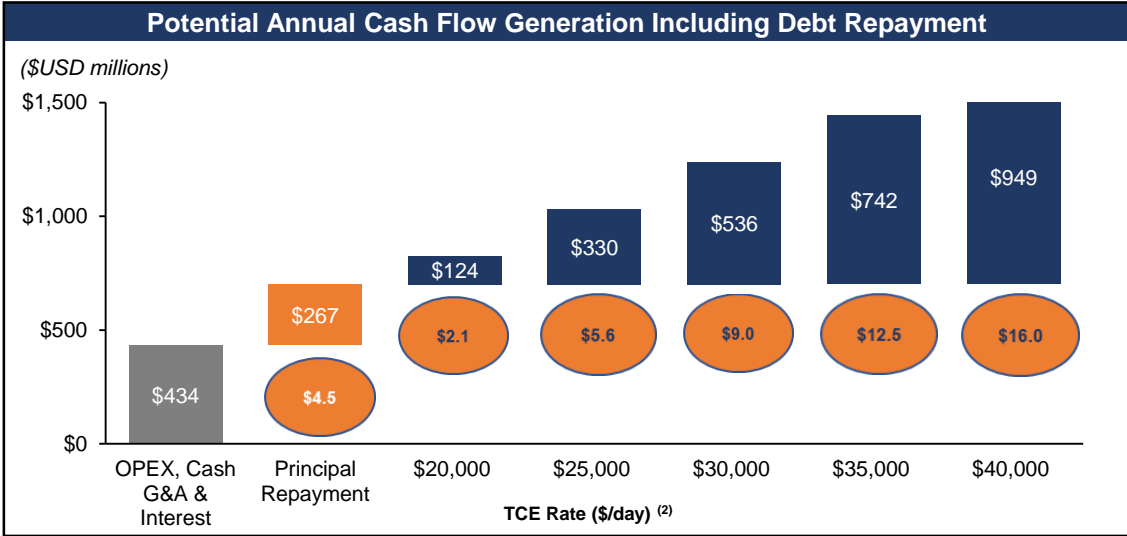 Potential Annual Cash Flow Generation Including Debt Repayment
($USD millions)
$1,500
$1,000
$500
$0
$434
$267
$4.5
$124
$2.1
$330
$5.6
$536
$9.0
$742
$12.5
$949
$16.0
OPEX, Cash
G&A &
Interest
Principal
Repayment
$20,000
$25,000
$30,000
$35,000
$40,000
TCE Rate ($/day) (2)